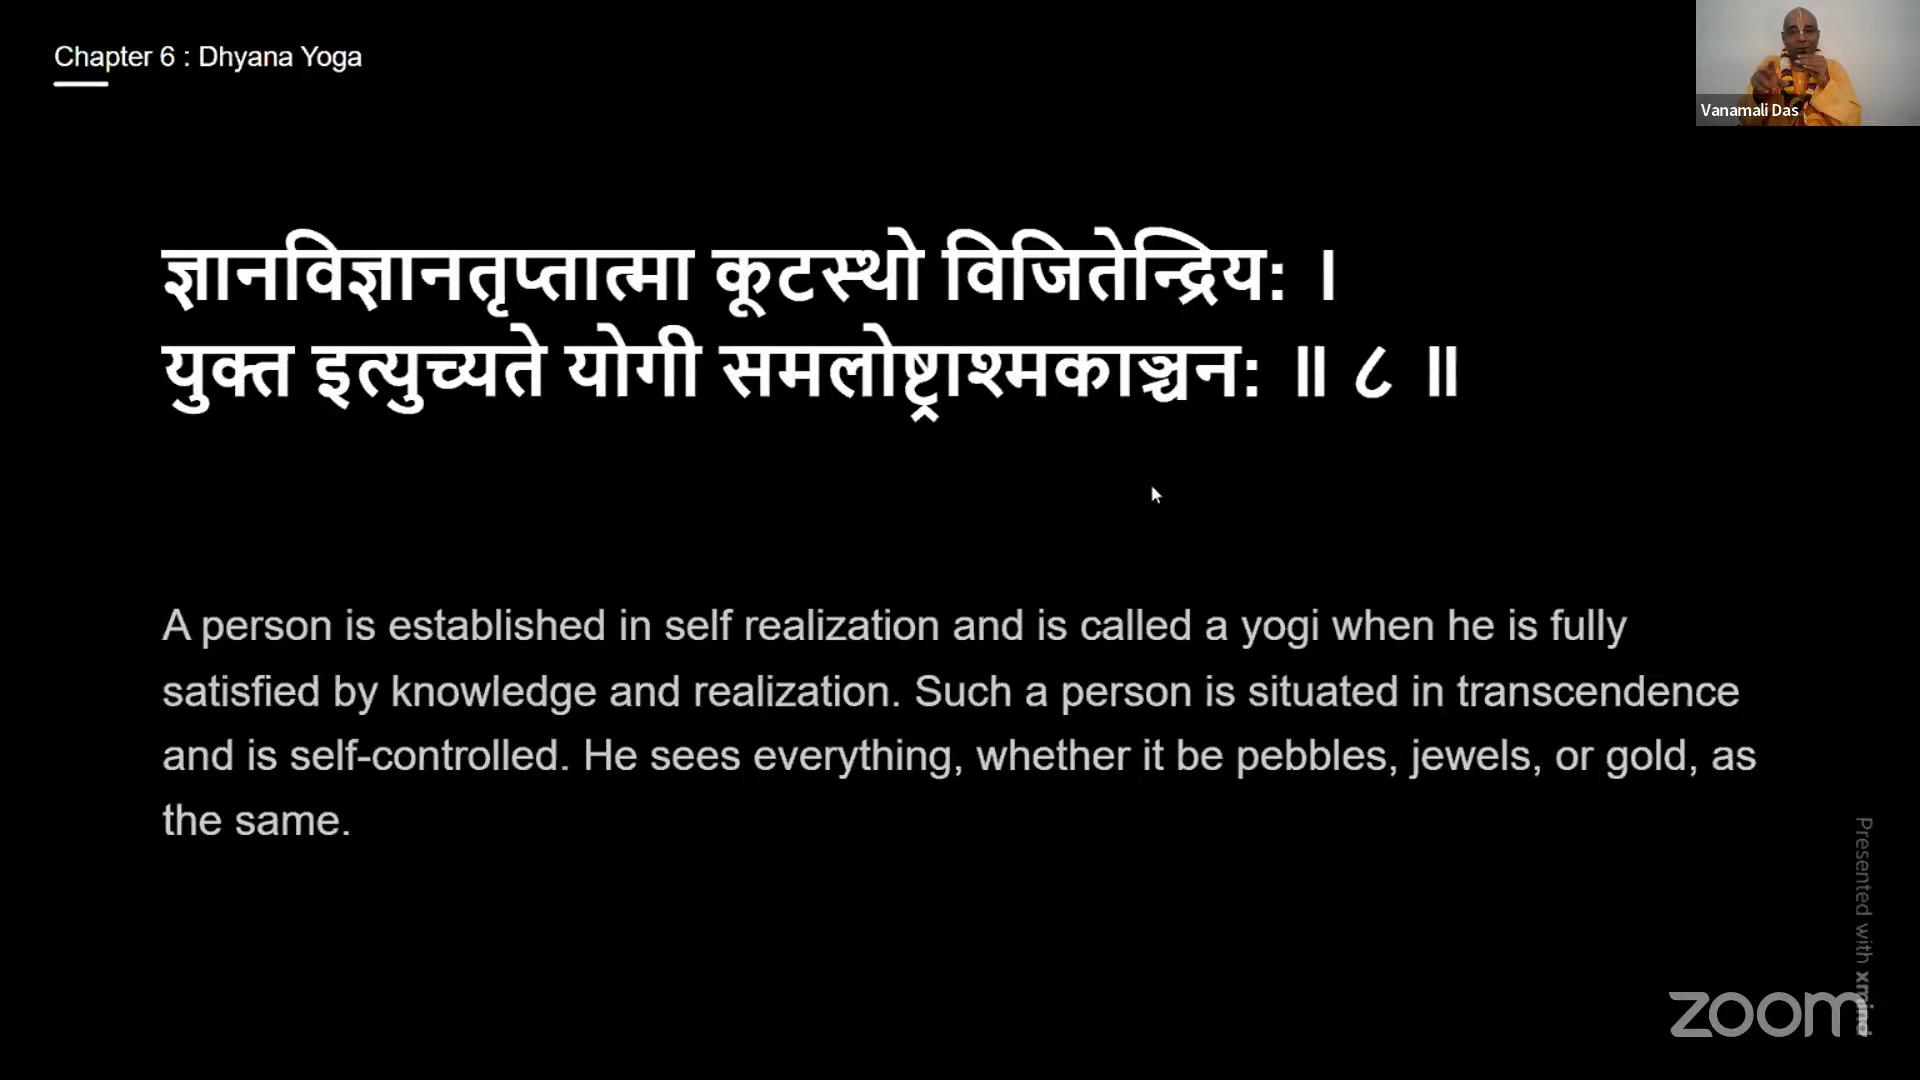 Chapter 6 : Dhyana Yoga
Vanamali Das
ज्ञानविज्ञानतृप्तात्मा कूटस्थो विजितेन्द्रियः ।
युक्त इत्युच्यते योगी समलोष्ट्राश्मकाञ्चनः ॥ ८ ॥
A person is established in self realization and is called a yogi when he is fully
satisfied by knowledge and realization. Such a person is situated in transcendence
and is self-controlled. He sees everything, whether it be pebbles, jewels, or gold, as
the same.
Presented with xmind
zoom